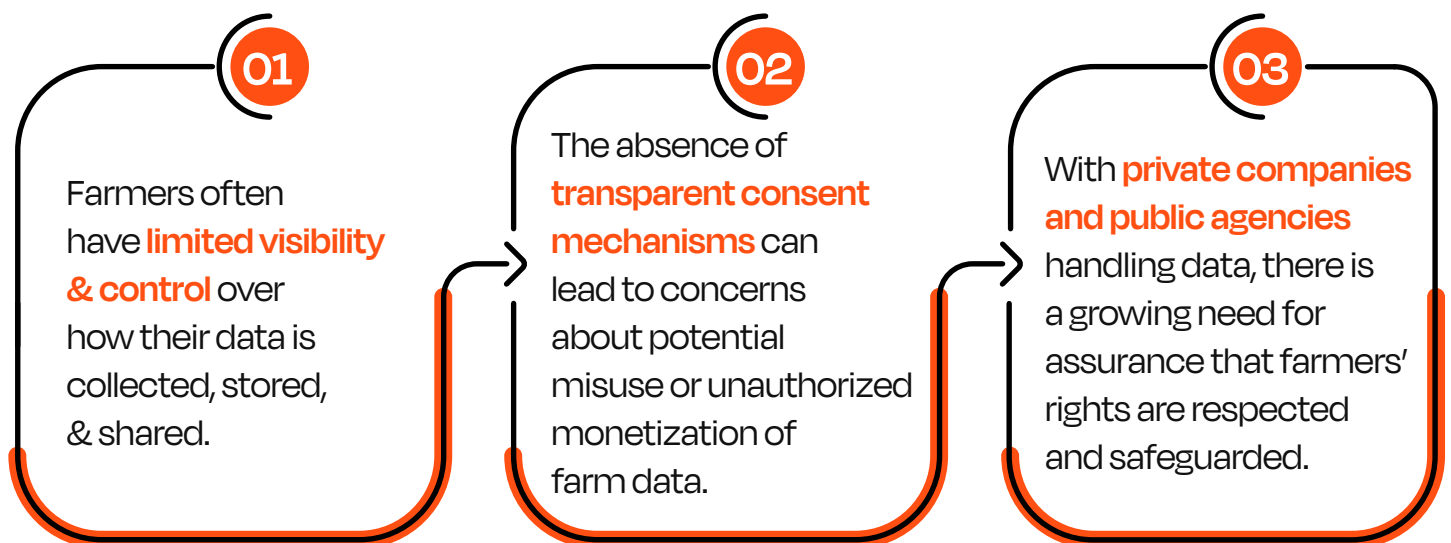 01
Farmers often
have limited visibility
& control over
how their data is
collected, stored,
& shared.
02
The absence of
transparent consent
mechanisms can
lead to concerns
about potential
misuse or unauthorized
monetization of
farm data.
03
With private companies
and public agencies
handling data, there is
a growing need for
assurance that farmers’
rights are respected
and safeguarded.